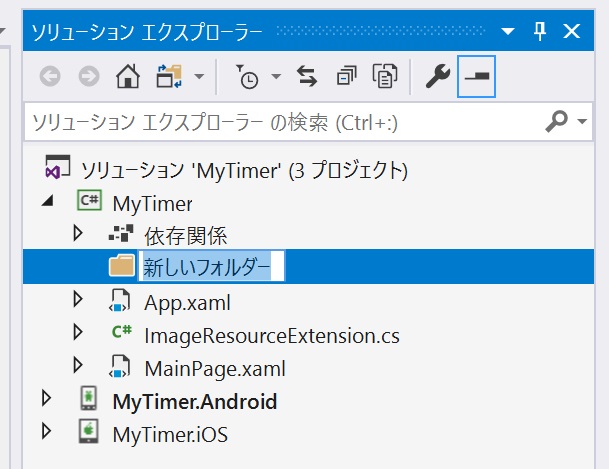 ソリューション エクスプローラー
ソリューション エクスプローラー の検索 (Ctrl+:)
ソリューション 'MyTimer' (3 プロジェクト)
C# MyTimer
依存関係
新しいフォルダー
App.xaml
C# ImageResourceExtension.cs
MainPage.xaml
MyTimer.Android
MyTimer.iOS